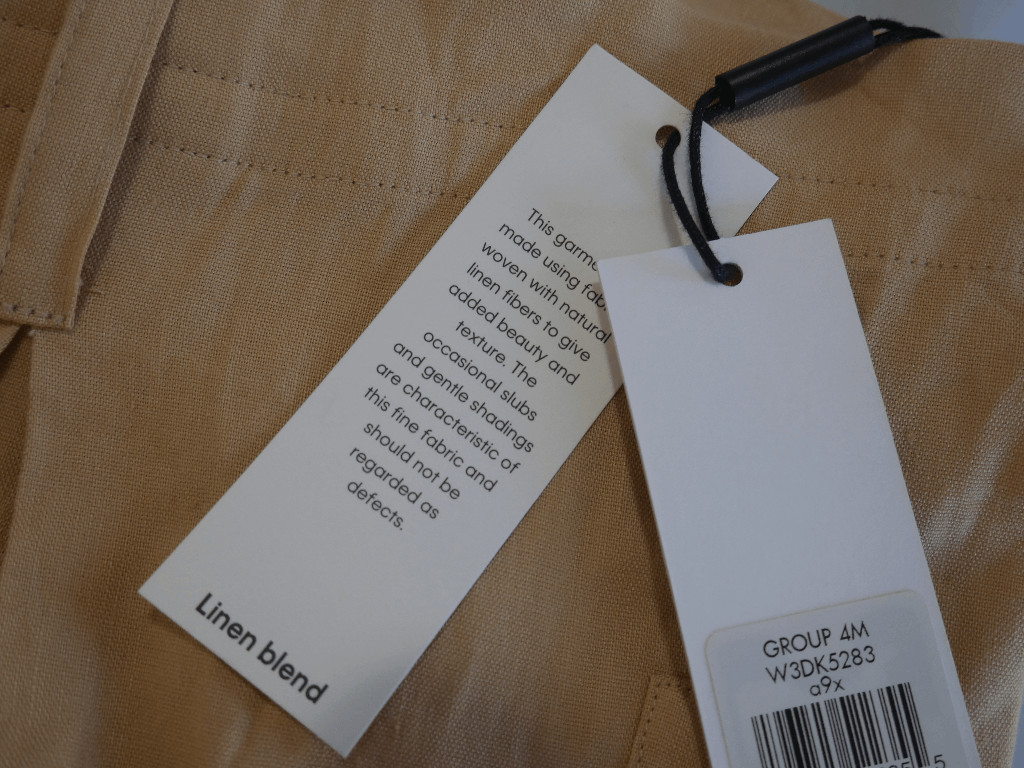 This garme
made using fab
woven with natural
linen fibers to give
added beauty and
texture. The
occasional slubs
and gentle shadings
are characteristic of
this fine fabric and
should not be
regarded as
defects.
Linen blend
GROUP 4M
W3DK5283
a9x